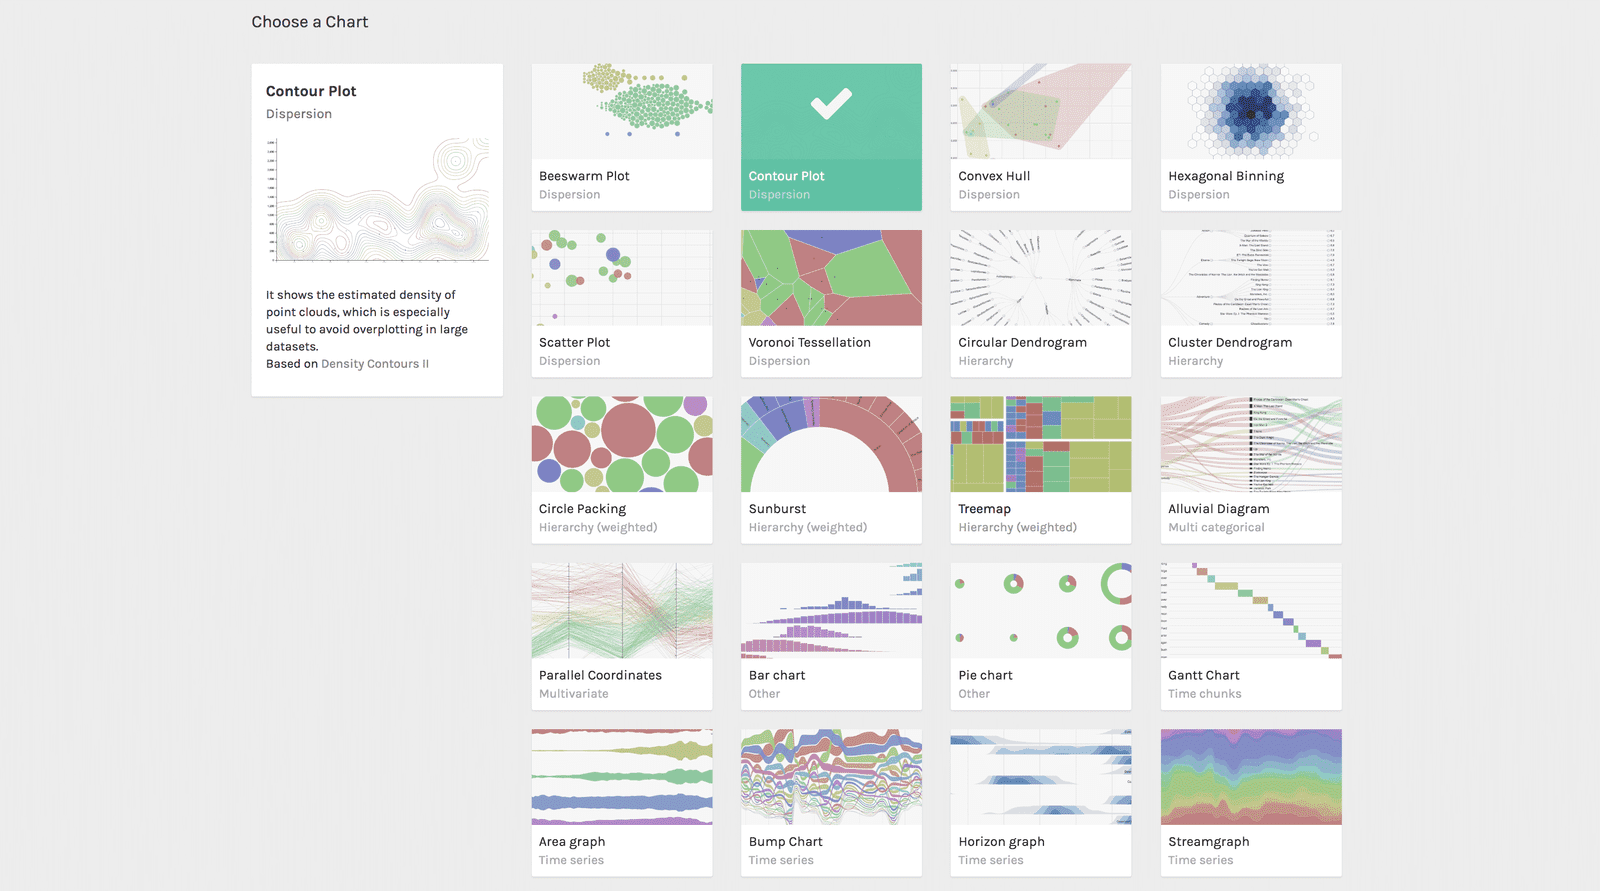 Choose a Chart
Contour Plot
Dispersion
It shows the estimated density of
point clouds, which is especially
useful to avoid overplotting in large
datasets.
Based on Density Contours II
Beeswarm Plot
Dispersion
Contour Plot
Dispersion
Convex Hull
Dispersion
Hexagonal Binning
Dispersion
Scatter Plot
Dispersion
Voronoi Tessellation
Dispersion
Circular Dendrogram
Hierarchy
Cluster Dendrogram
Hierarchy
Circle Packing
Hierarchy (weighted)
Sunburst
Hierarchy (weighted)
Treemap
Hierarchy (weighted)
Alluvial Diagram
Multi categorical
Parallel Coordinates
Multivariate
Bar chart
Other
Pie chart
Other
Gantt Chart
Time chunks
Area graph
Time series
Bump Chart
Time series
Horizon graph
Time series
Streamgraph
Time series